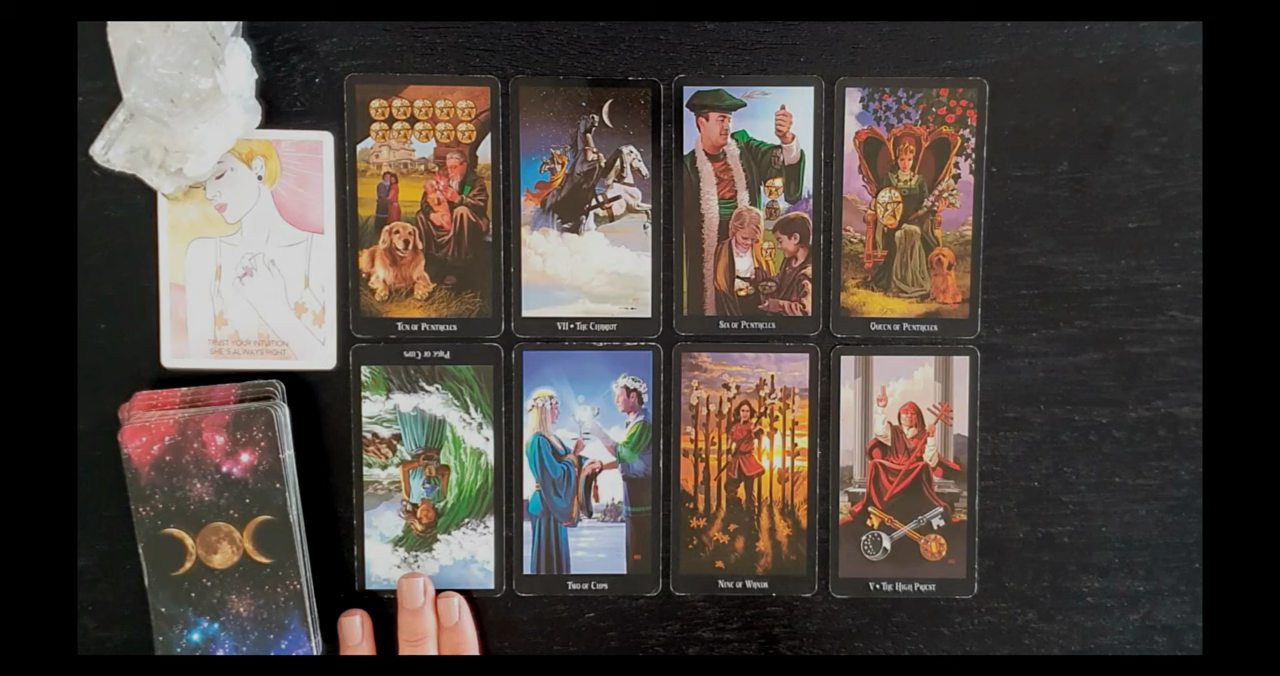 TEN OF PENTACLES
VII • THE CHARIOT
SIX OF PENTACLES
QUEEN OF PENTACLES
TRUST YOUR INTUITION
SHE'S ALWAYS RIGHT
PAGE OF CUPS
TWO OF CUPS
NINE OF WANDS
V • THE HIGH PRIEST